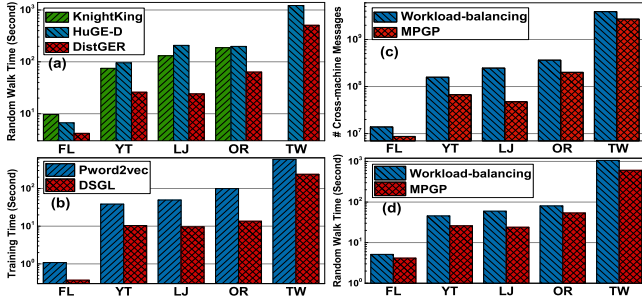 Random Walk Time (Second)
10³
10²
10¹
KnightKing
HuGE-D
DistGER
(a)
FL YT LJ OR TW
# Cross-machine Messages
10⁹
10⁸
10⁷
Workload-balancing
MPGP
(c)
FL YT LJ OR TW
Training Time (Second)
10²
10¹
10⁰
Pword2vec
DSGL
(b)
FL YT LJ OR TW
Random Walk Time (Second)
10³
10²
10¹
10⁰
Workload-balancing
MPGP
(d)
FL YT LJ OR TW